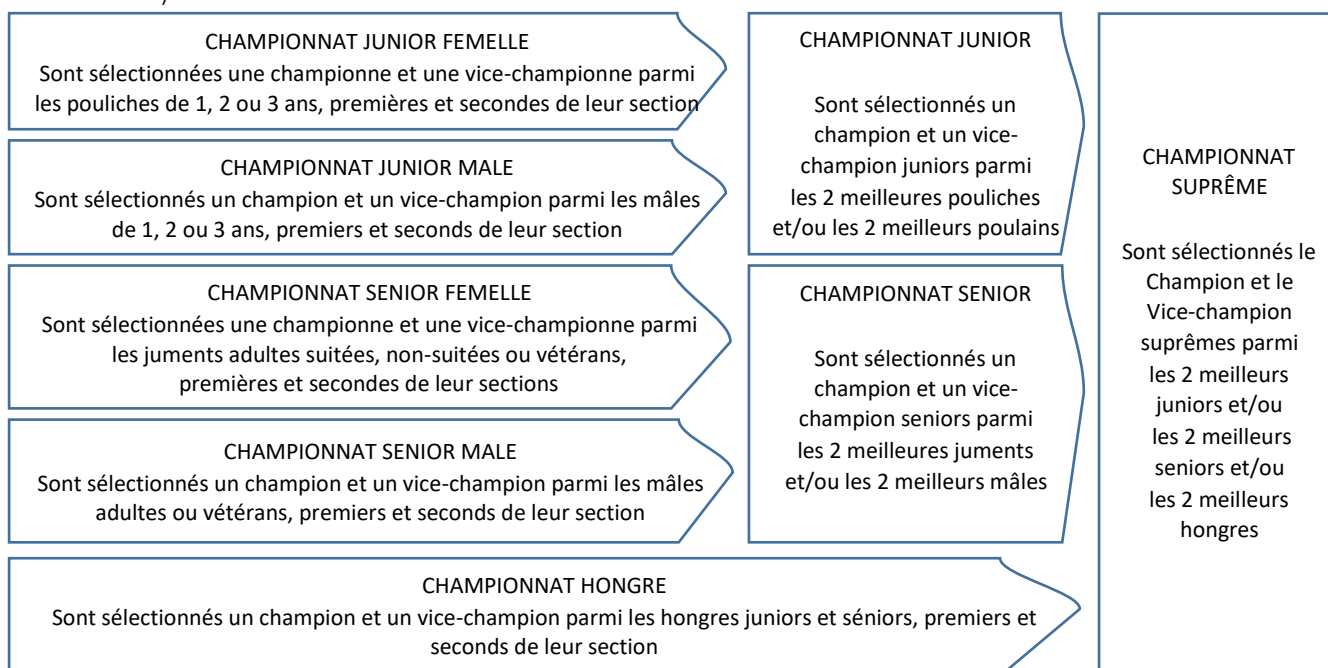 CHAMPIONNAT JUNIOR FEMELLE
Sont sélectionnées une championne et une vice-championne parmi
les pouliches de 1, 2 ou 3 ans, premières et secondes de leur section
CHAMPIONNAT JUNIOR MALE
Sont sélectionnés un champion et un vice-champion parmi les mâles
de 1, 2 ou 3 ans, premiers et seconds de leur section
CHAMPIONNAT SENIOR FEMELLE
Sont sélectionnées une championne et une vice-championne parmi
les juments adultes suitées, non-suitées ou vétérans,
premières et secondes de leur sections
CHAMPIONNAT SENIOR MALE
Sont sélectionnés un champion et un vice-champion parmi les mâles
adultes ou vétérans, premiers et seconds de leur section
CHAMPIONNAT HONGRE
Sont sélectionnés un champion et un vice-champion parmi les hongres juniors et séniors, premiers et
seconds de leur section
CHAMPIONNAT JUNIOR
Sont sélectionnés un
champion et un vice-
champion juniors parmi
les 2 meilleures pouliches
et/ou les 2 meilleurs poulains
CHAMPIONNAT SENIOR
Sont sélectionnés un
champion et un vice-
champion seniors parmi
les 2 meilleures juments
et/ou les 2 meilleurs mâles
CHAMPIONNAT
SUPRÊME
Sont sélectionnés le
Champion et le
Vice-champion
suprêmes parmi
les 2 meilleurs
juniors et/ou
les 2 meilleurs
seniors et/ou
les 2 meilleurs
hongres